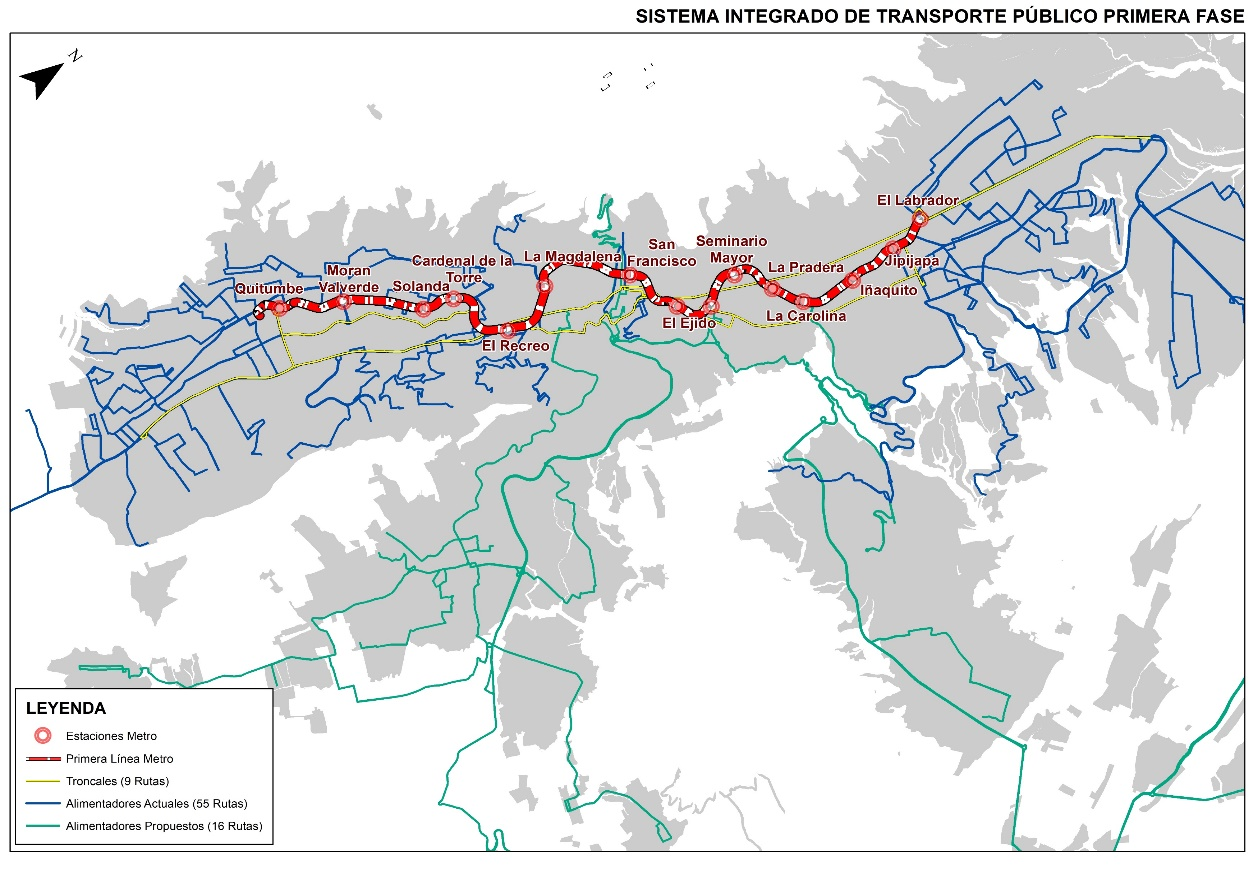 SISTEMA INTEGRADO DE TRANSPORTE PÚBLICO PRIMERA FASE
N
El Labrador
Seminario
Mayor
San
Francisco
La Magdalena
Cardenal de la
Torre
Moran
Valverde
Quitumbe
Solanda
La Pradera
Jipijapa
Iñaquito
La Carolina
El Ejido
El Recreo
LEYENDA
Estaciones Metro
Primera Línea Metro
Troncales (9 Rutas)
Alimentadores Actuales (55 Rutas)
Alimentadores Propuestos (16 Rutas)